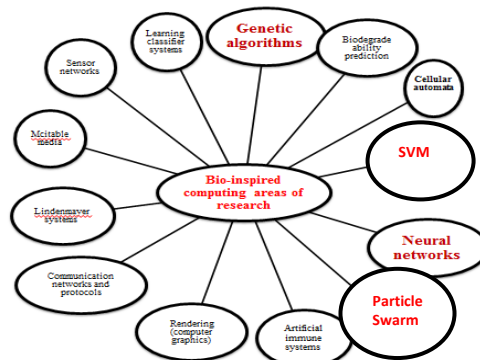 Genetic
algorithms
Learning
classifier
systems
Biodegrade
ability
prediction
Sensor
networks
Cellular
automata
Mcitable
media
SVM
Bio-inspired
computing areas of
research
Lindenmayer
systems
Neural
networks
Communication
networks and
protocols
Particle
Swarm
Rendering
(computer
graphics)
Artificial
immune
systems